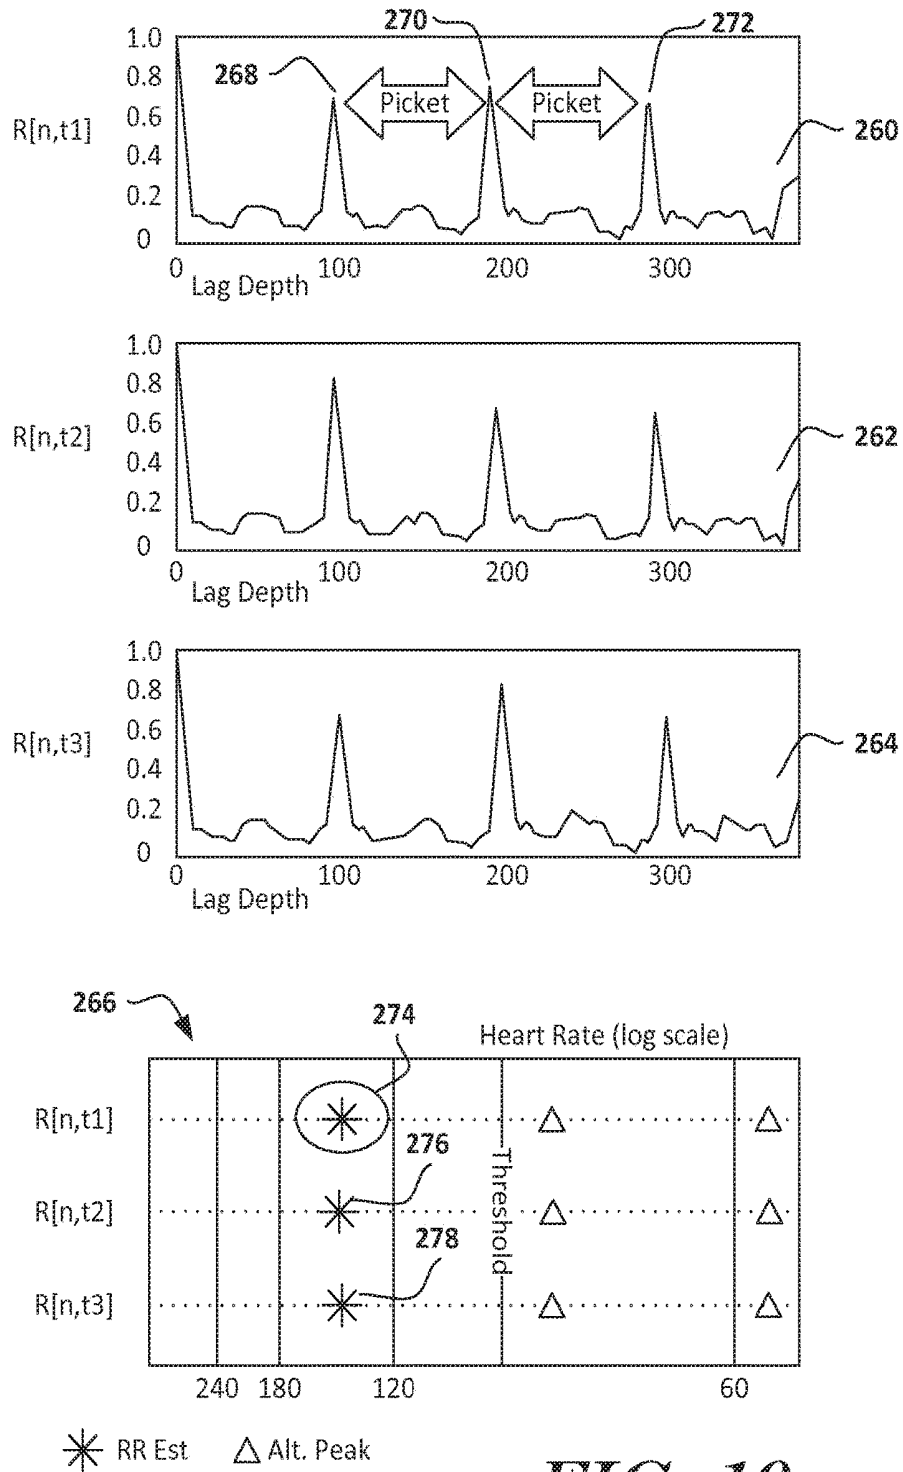 270
272
268
1.0
0.8
0.6
0.4
0.2
0
R[n,t1]
Picket
Picket
260
0 100 200 300
Lag Depth
1.0
0.8
0.6
0.4
0.2
0
R[n,t2]
262
0 100 200 300
Lag Depth
1.0
0.8
0.6
0.4
0.2
0
R[n,t3]
264
0 100 200 300
Lag Depth
266
274
Heart Rate (log scale)
R[n,t1]
276
R[n,t2]
Threshold
278
R[n,t3]
240 180 120 60
RR Est
Alt. Peak